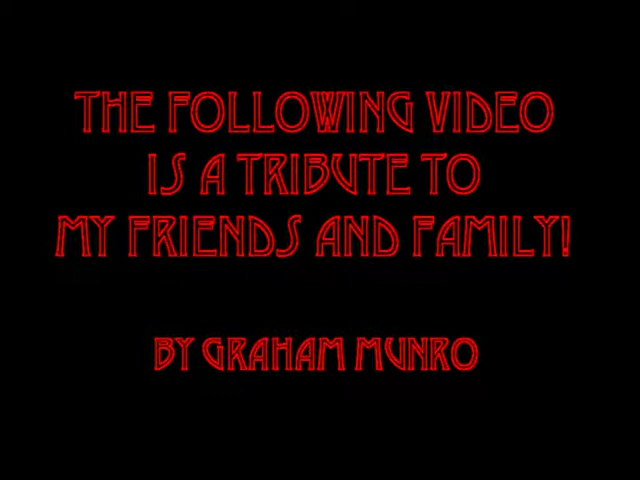 THE FOLLOWING VIDEO
IS A TRIBUTE TO
MY FRIENDS AND FAMILY!
BY GRAHAM MUNRO